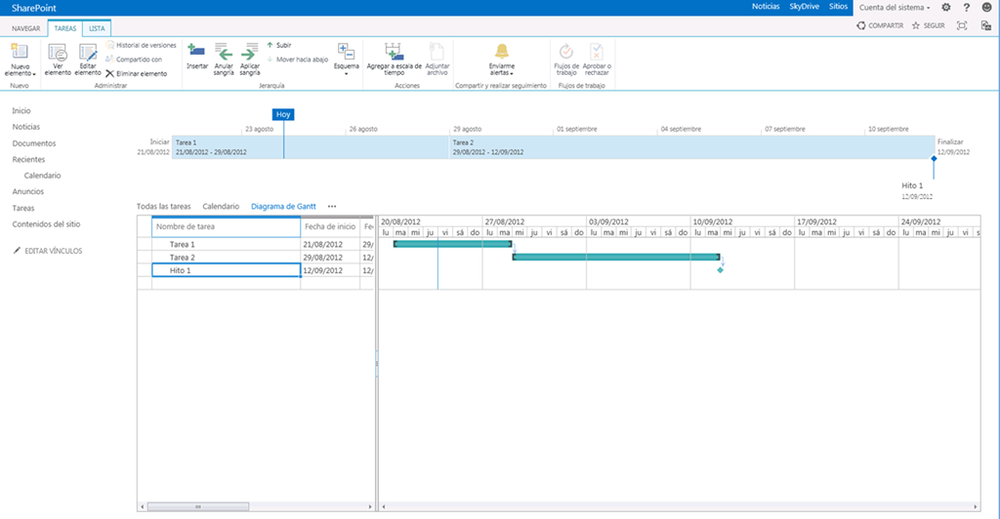 SharePoint
Noticias SkyDrive Sitios Cuenta del sistema ?
NAVEGAR TAREAS LISTA
COMPARTIR SEGUIR
Nuevo elemento
Ver elemento
Editar elemento
Historial de versiones
Compartido con
Eliminar elemento
Insertar
Anular sangría
Aplicar sangría
Subir
Mover hacia abajo
Esquema
Agregar a escala de tiempo
Adjuntar archivo
Enviarme alertas
Flujos de trabajo
Aprobar o rechazar
Nuevo Administrar Jerarquía Acciones Compartir y realizar seguimiento Flujos de trabajo
Inicio
Noticias
Documentos
Recientes
Calendario
Anuncios
Tareas
Contenidos del sitio
EDITAR VÍNCULOS
Hoy
23 agosto 26 agosto 29 agosto 01 septiembre 04 septiembre 07 septiembre 10 septiembre
Iniciar Tarea 1 Tarea 2 Finalizar
21/08/2012 21/08/2012 - 29/08/2012 29/08/2012 - 12/09/2012 12/09/2012
Hito 1
12/09/2012
Todas las tareas Calendario Diagrama de Gantt ...
Nombre de tarea Fecha de inicio Fe
Tarea 1 21/08/2012 29/
Tarea 2 29/08/2012 12/
Hito 1 12/09/2012 12/
20/08/2012 27/08/2012 03/09/2012 10/09/2012 17/09/2012 24/09/2012
lu ma mi ju vi sá do lu ma mi ju vi sá do lu ma mi ju vi sá do lu ma mi ju vi sá do lu ma mi ju vi sá do lu ma mi ju vi s